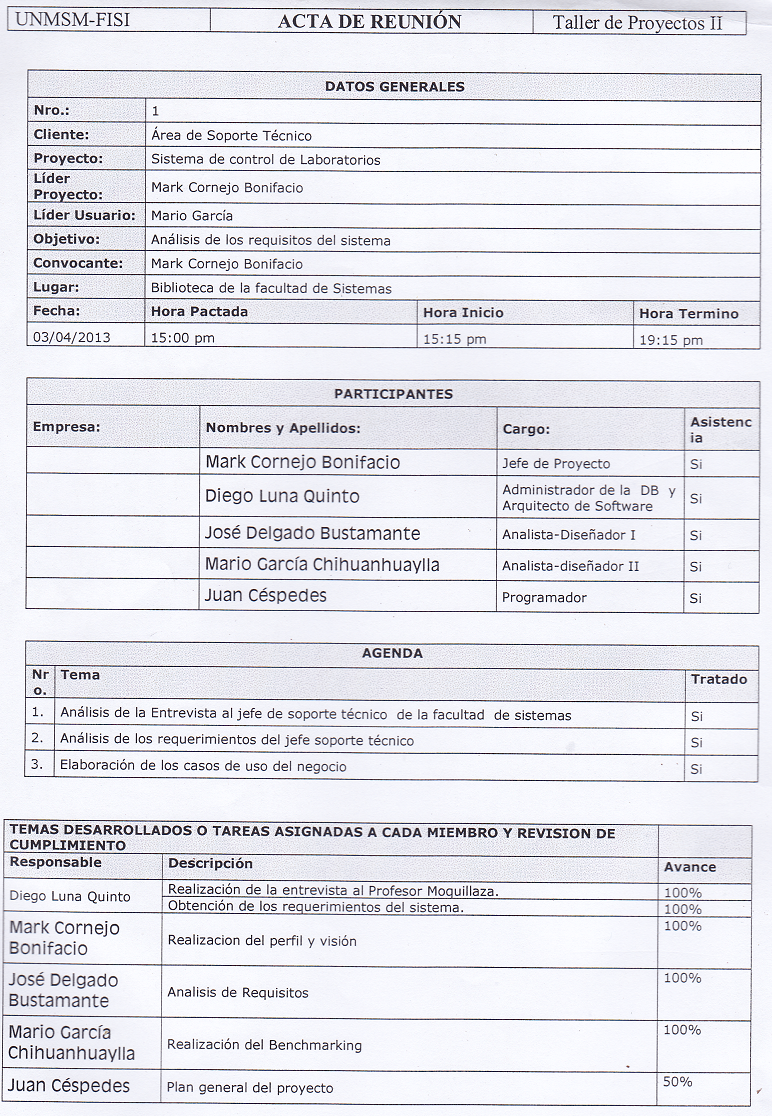 UNMSM-FISI ACTA DE REUNIÓN Taller de Proyectos II
DATOS GENERALES
Nro.: 1
Cliente: Área de Soporte Técnico
Proyecto: Sistema de control de Laboratorios
Líder
Proyecto: Mark Cornejo Bonifacio
Líder Usuario: Mario García
Objetivo: Análisis de los requisitos del sistema
Convocante: Mark Cornejo Bonifacio
Lugar: Biblioteca de la facultad de Sistemas
Fecha: Hora Pactada Hora Inicio Hora Termino
03/04/2013 15:00 pm 15:15 pm 19:15 pm
PARTICIPANTES
Empresa: Nombres y Apellidos: Cargo: Asistenc
ia
Mark Cornejo Bonifacio Jefe de Proyecto Si
Diego Luna Quinto Administrador de la DB y
Arquitecto de Software Si
José Delgado Bustamante Analista-Diseñador I Si
Mario García Chihuanhuaylla Analista-diseñador II Si
Juan Céspedes Programador Si
AGENDA
Nr
o. Tema Tratado
1. Análisis de la Entrevista al jefe de soporte técnico de la facultad de sistemas Si
2. Análisis de los requerimientos del jefe soporte técnico Si
3. Elaboración de los casos de uso del negocio Si
TEMAS DESARROLLADOS O TAREAS ASIGNADAS A CADA MIEMBRO Y REVISION DE
CUMPLIMIENTO
Responsable Descripción Avance
Diego Luna Quinto Realización de la entrevista al Profesor Moquillaza. 100%
Obtención de los requerimientos del sistema. 100%
Mark Cornejo
Bonifacio Realizacion del perfil y visión 100%
José Delgado
Bustamante Analisis de Requisitos 100%
Mario García
Chihuanhuaylla Realización del Benchmarking 100%
Juan Céspedes Plan general del proyecto 50%